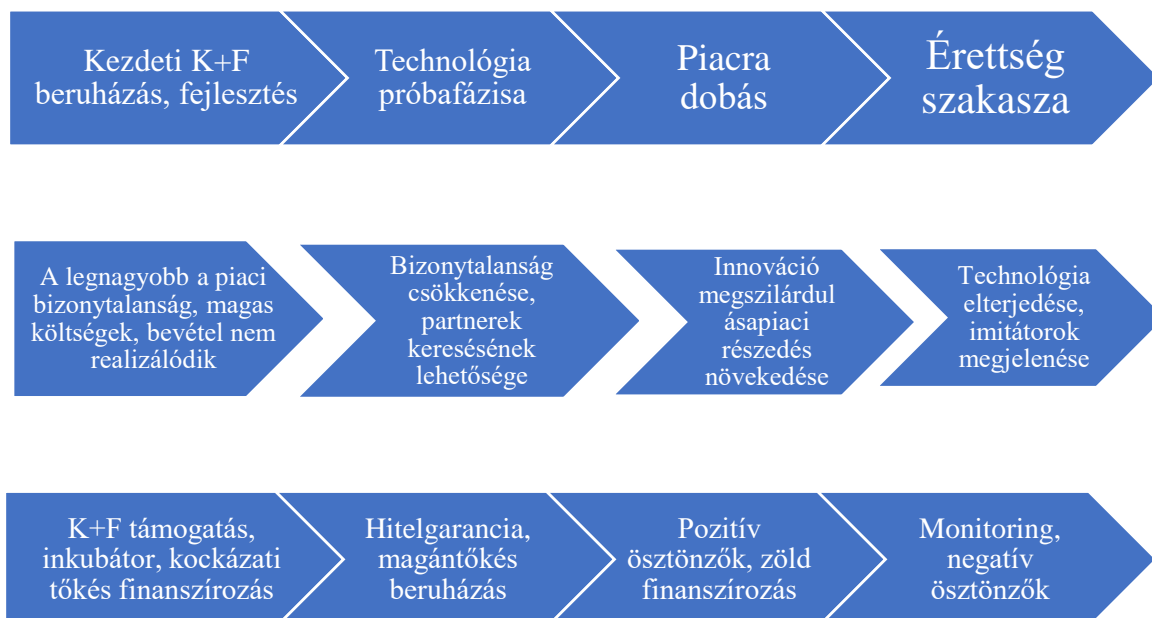 Kezdeti K+F
beruházás, fejlesztés
Technológia
próbafázisa
Piacra
dobás
Érettség
szakasza
A legnagyobb a piaci
bizonytalanság, magas
költségek, bevétel nem
realizálódik
Bizonytalanság
csökkenése,
partnerek
keresésének
lehetősége
Innováció
megszilárdul
ásapiaci
részedés
növekedése
Technológia
elterjedése,
imitátorok
megjelenése
K+F támogatás,
inkubátor, kockázati
tőkés finanszírozás
Hitelgarancia,
magántőkés
beruházás
Pozitív
ösztönzők, zöld
finanszírozás
Monitoring,
negatív
ösztönzők